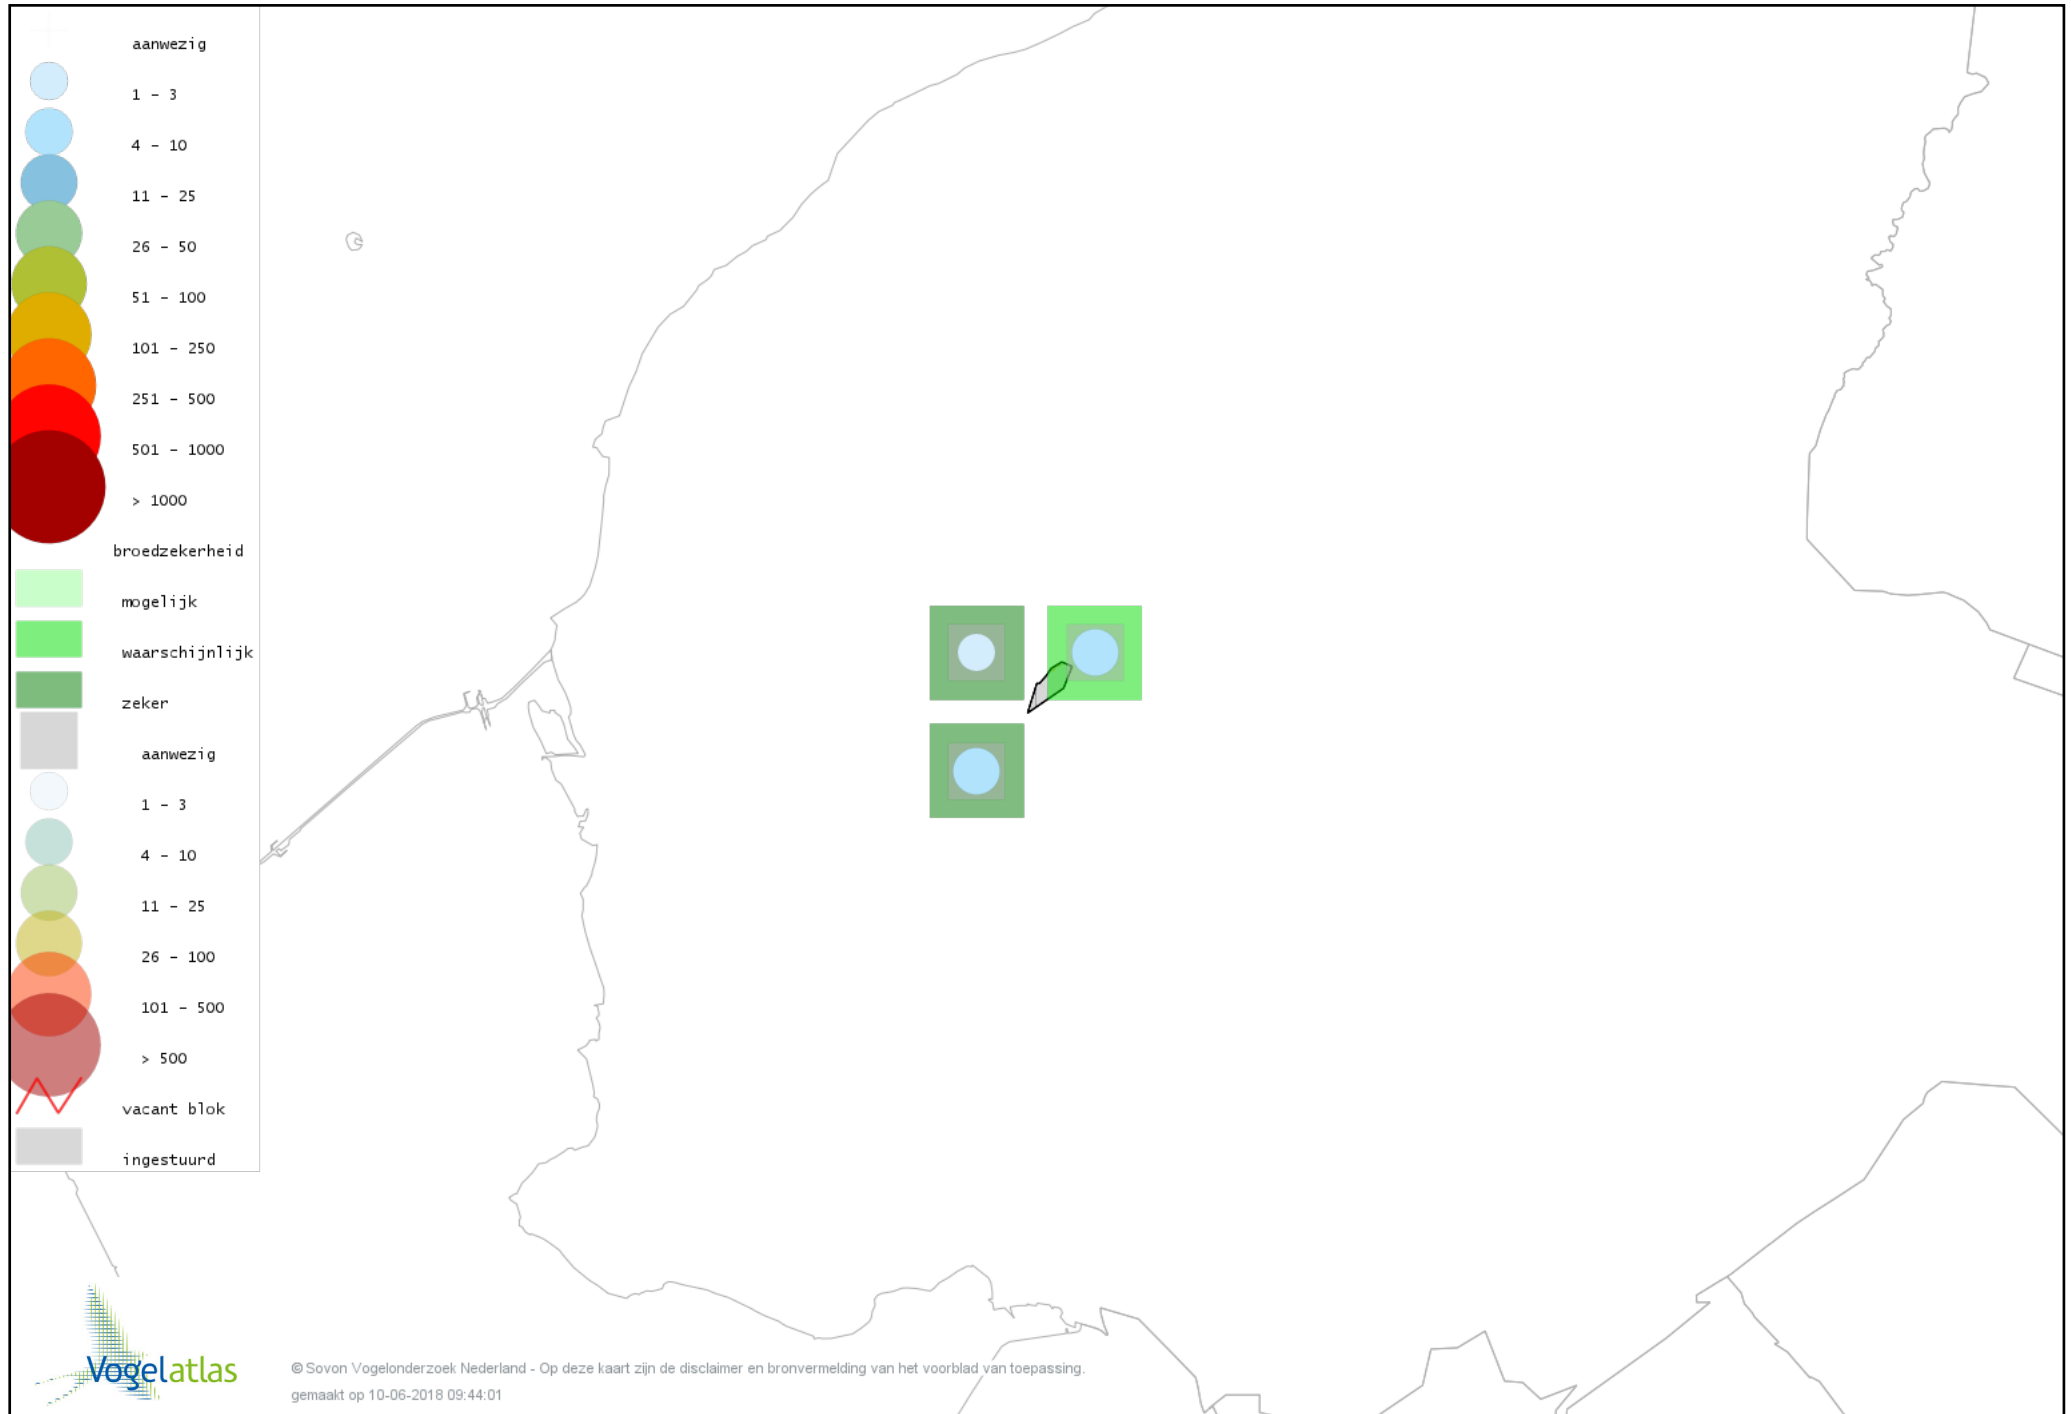 aanwezig
1 - 3
4 - 10
11 - 25
26 - 50
51 - 100
101 - 250
251 - 500
501 - 1000
> 1000
broedzekerheid
mogelijk
waarschijnlijk
zeker
aanwezig
1 - 3
4 - 10
11 - 25
26 - 100
101 - 500
> 500
vacant blok
ingestuurd
Vogelatlas
© Sovon Vogelonderzoek Nederland - Op deze kaart zijn de disclaimer en bronvermelding van het voorblad van toepassing.
gemaakt op 10-06-2018 09:44:01